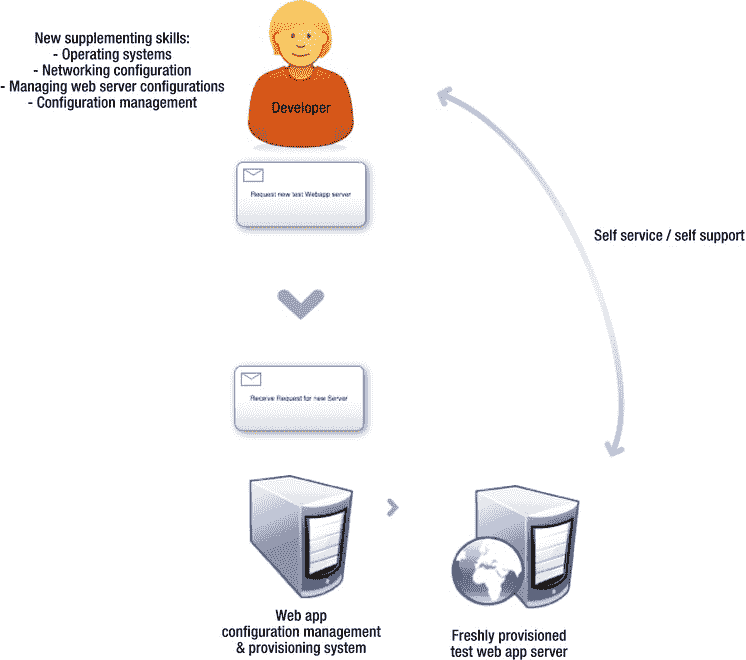 New supplementing skills:
- Operating systems
- Networking configuration
- Managing web server configurations
- Configuration management
Developer
Request new test Webapp server
Self service / self support
Receive Request for new Server
Web app
configuration management
& provisioning system
Freshly provisioned
test web app server